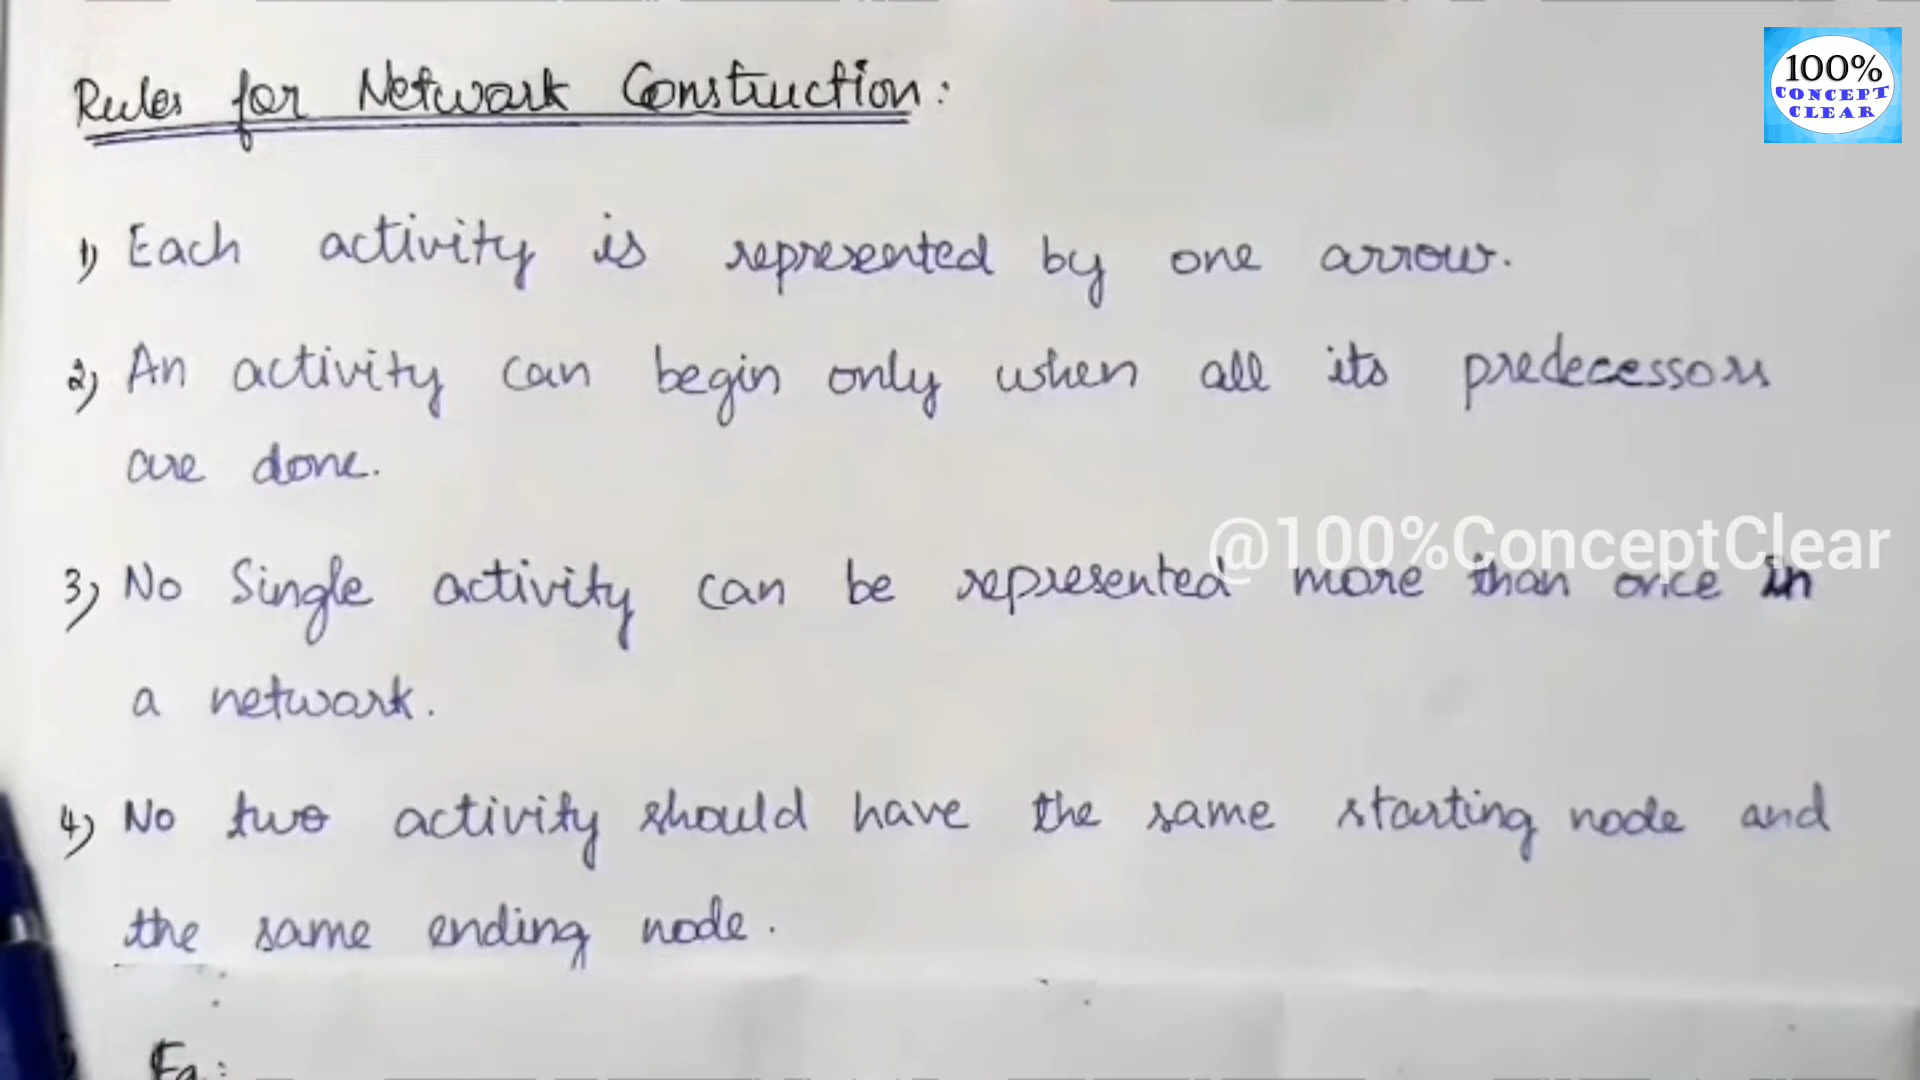 Rules for Network Construction:
100%
CONCEPT
CLEAR
1) Each activity is represented by one arrow.
2) An activity can begin only when all its predecessors
are done.
@100%ConceptClear
3) No Single activity can be represented more than once in
a network.
4) No two activity should have the same starting node and
the same ending node.
Eg: